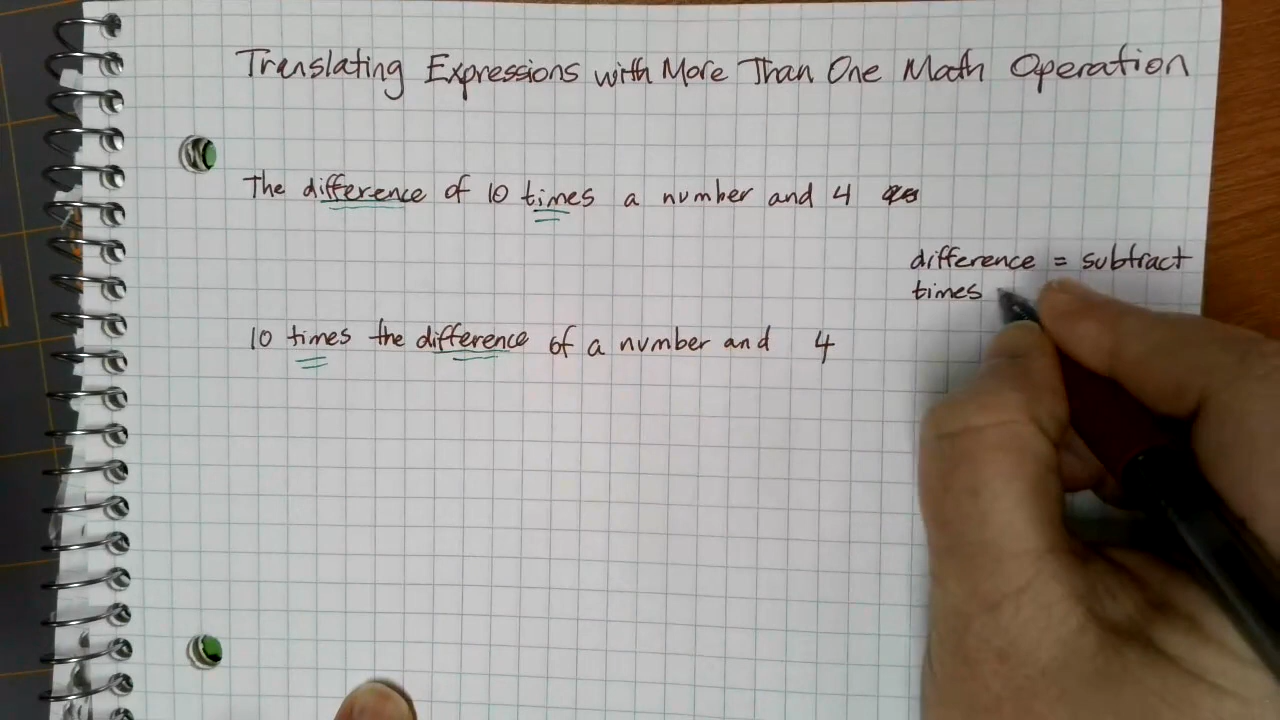 Translating Expressions with More Than One Math Operation
The difference of 10 times a number and 4
difference = subtract
times
10 times the difference of a number and 4